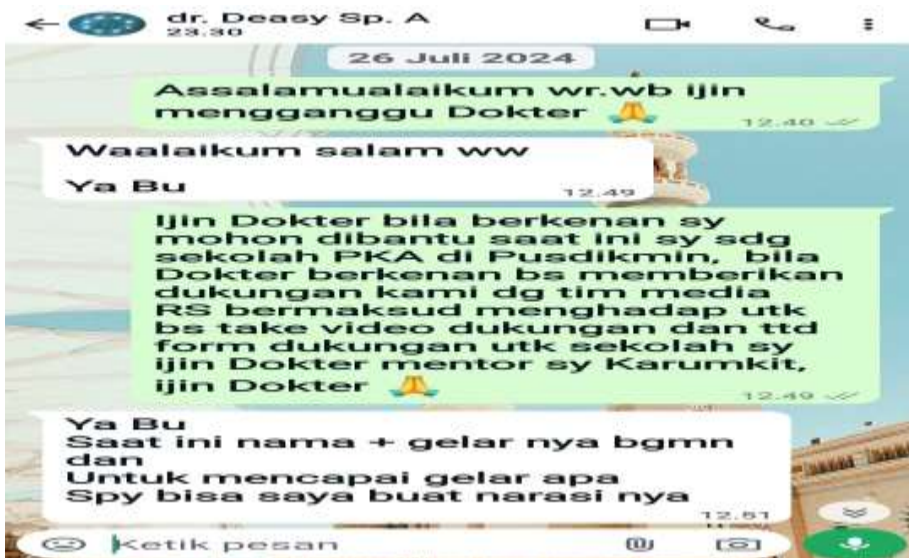 dr. Deasy Sp. A
23.30
26 Juli 2024
Assalamualaikum wr.wb ijin
mengganggu Dokter 🙏
12.40
Waalaikum salam ww
Ya Bu
12.49
Ijin Dokter bila berkenan sy
mohon dibantu saat ini sy sdg
sekolah PKA di Pusdikmin, bila
Dokter berkenan bs memberikan
dukungan kami dg tim media
RS bermaksud menghadap utk
bs take video dukungan dan ttd
form dukungan utk sekolah sy
ijin Dokter mentor sy Karumkit,
ijin Dokter 🙏
12.49
Ya Bu
Saat ini nama + gelar nya bgmn
dan
Untuk mencapai gelar apa
Spy bisa saya buat narasi nya
12.51
Ketik pesan